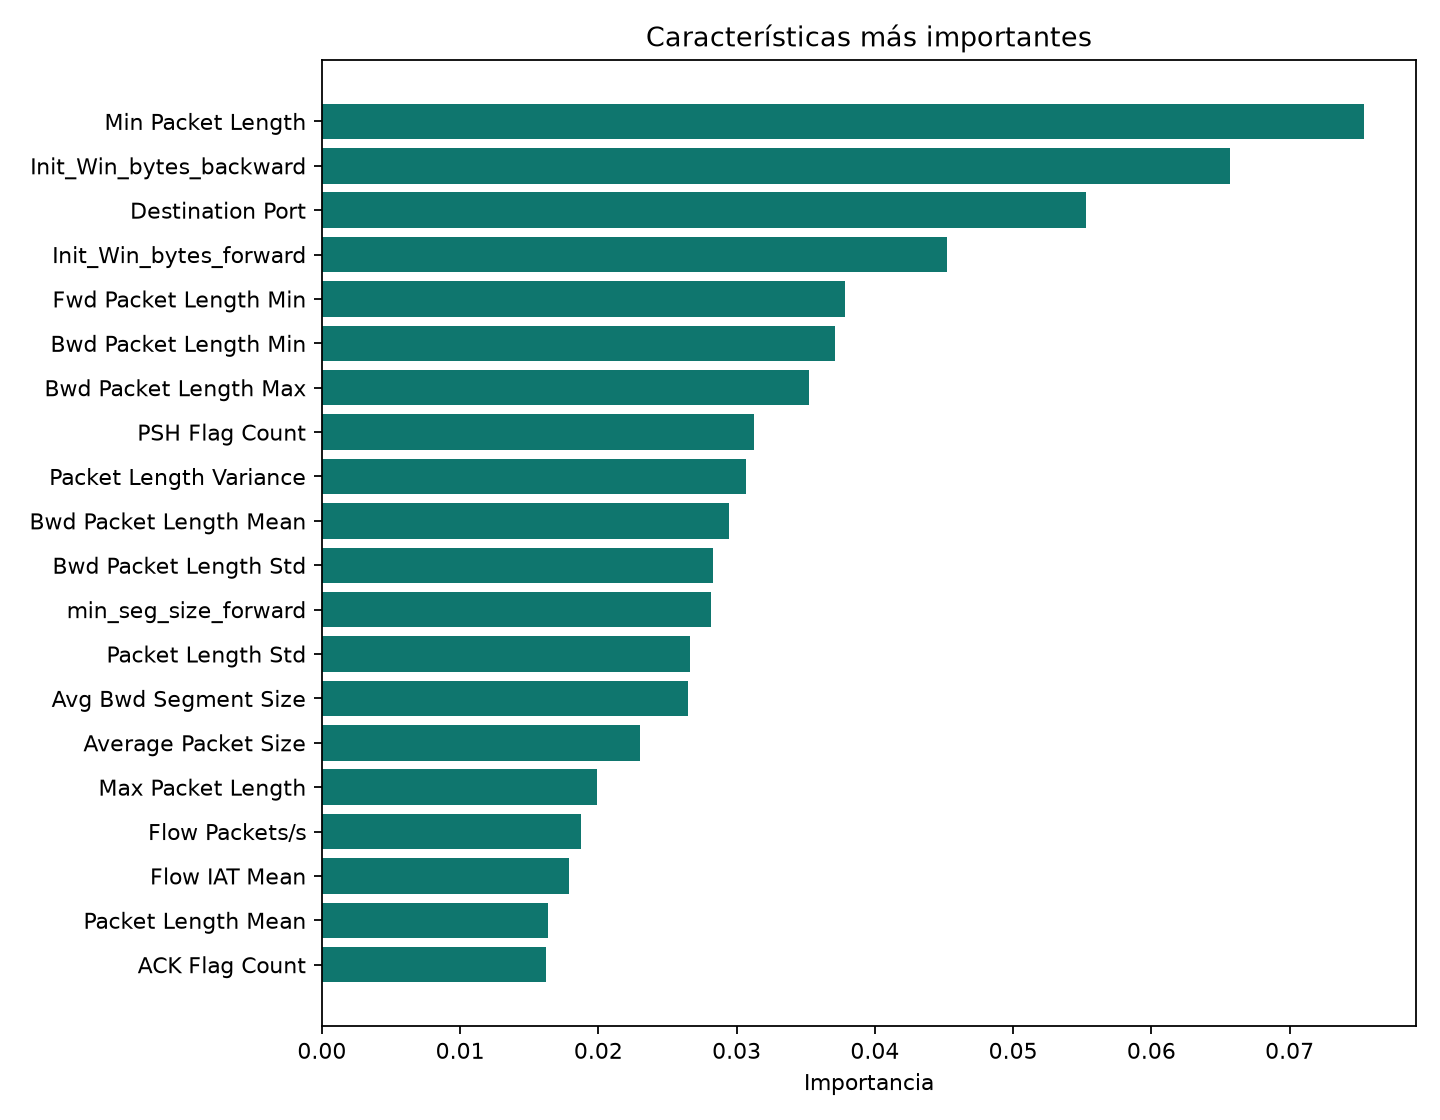 Características más importantes
Min Packet Length
Init_Win_bytes_backward
Destination Port
Init_Win_bytes_forward
Fwd Packet Length Min
Bwd Packet Length Min
Bwd Packet Length Max
PSH Flag Count
Packet Length Variance
Bwd Packet Length Mean
Bwd Packet Length Std
min_seg_size_forward
Packet Length Std
Avg Bwd Segment Size
Average Packet Size
Max Packet Length
Flow Packets/s
Flow IAT Mean
Packet Length Mean
ACK Flag Count
0.00 0.01 0.02 0.03 0.04 0.05 0.06 0.07
Importancia